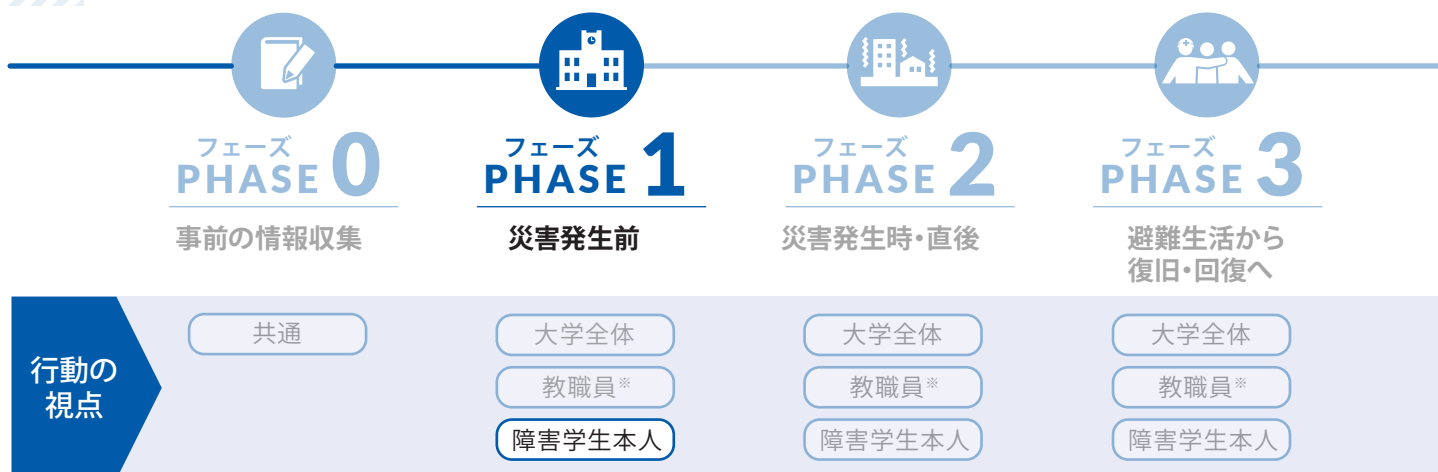 フェーズ
PHASE 0
事前の情報収集
フェーズ
PHASE 1
災害発生前
フェーズ
PHASE 2
災害発生時・直後
フェーズ
PHASE 3
避難生活から
復旧・回復へ
行動の
視点
共通
大学全体
教職員※
障害学生本人
大学全体
教職員※
障害学生本人
大学全体
教職員※
障害学生本人